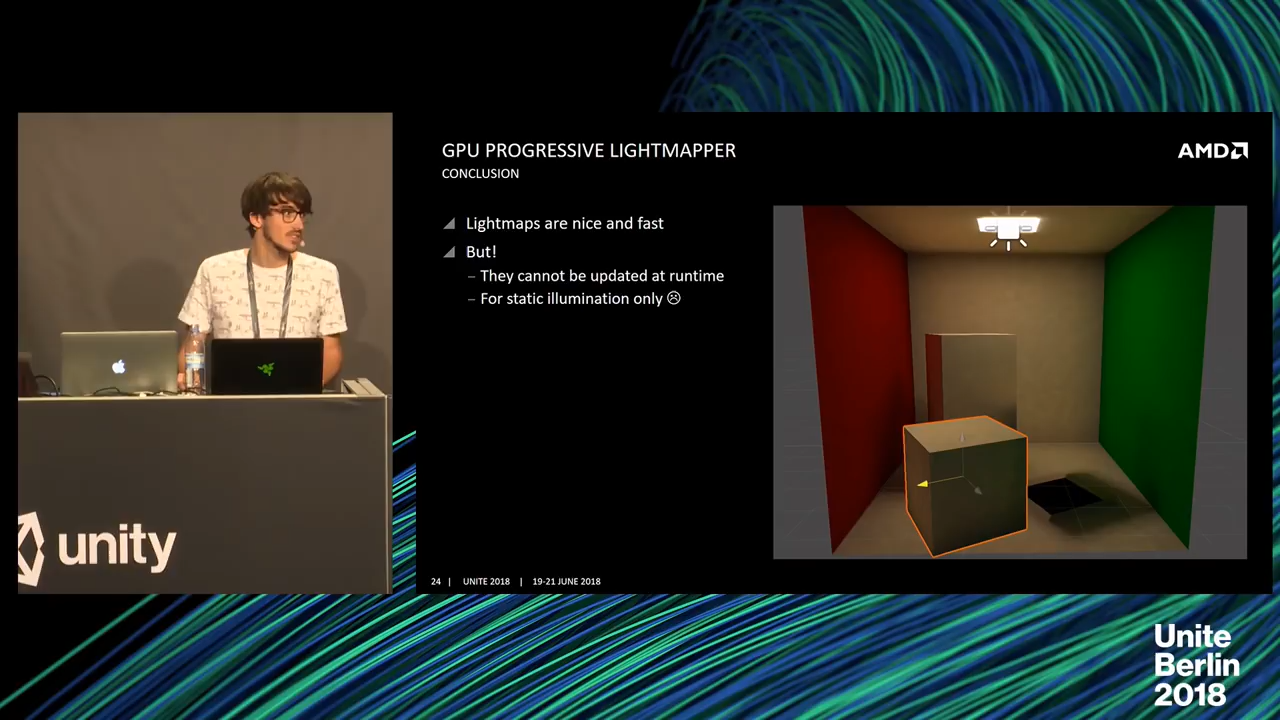 GPU PROGRESSIVE LIGHTMAPPER
AMD
CONCLUSION
Lightmaps are nice and fast
But!
– They cannot be updated at runtime
– For static illumination only ☹
24 | UNITE 2018 | 19-21 JUNE 2018
unity
Unite
Berlin
2018